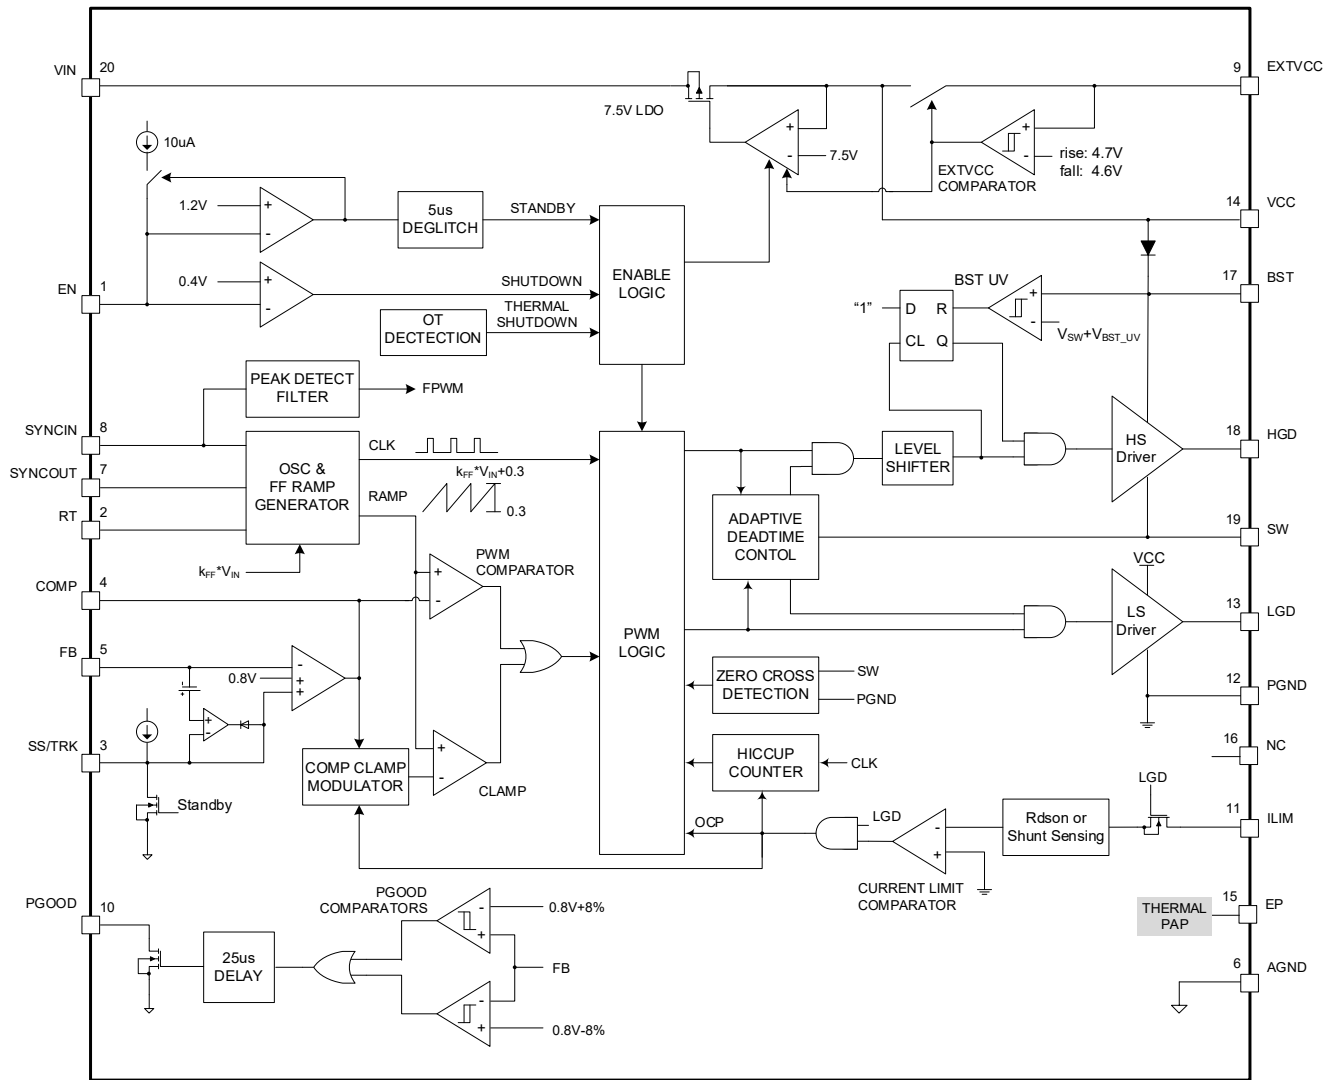 VIN
20
7.5V LDO
+
-
7.5V
+
-
rise: 4.7V
fall: 4.6V
EXTVCC
COMPARATOR
9
EXTVCC
10uA
1.2V
+
-
5us
DEGLITCH
STANDBY
14
VCC
EN
1
0.4V
+
-
SHUTDOWN
THERMAL
SHUTDOWN
OT
DECTECTION
ENABLE
LOGIC
BST UV
+
-
VSW+VBST_UV
"1"
D
R
CL
Q
17
BST
PEAK DETECT
FILTER
FPWM
SYNCIN
8
SYNCOUT
7
RT
2
OSC &
FF RAMP
GENERATOR
CLK
kFF*VIN+0.3
RAMP
0.3
kFF*VIN
LEVEL
SHIFTER
HS
Driver
18
HGD
ADAPTIVE
DEADTIME
CONTOL
19
SW
COMP
4
PWM
COMPARATOR
+
-
VCC
LS
Driver
13
LGD
FB
5
0.8V
-
+
+
PWM
LOGIC
ZERO CROSS
DETECTION
SW
PGND
12
PGND
+
-
SS/TRK
3
Standby
COMP CLAMP
MODULATOR
+
-
CLAMP
HICCUP
COUNTER
CLK
16
NC
OCP
LGD
-
+
CURRENT LIMIT
COMPARATOR
Rdson or
Shunt Sensing
LGD
11
ILIM
PGOOD
10
25us
DELAY
PGOOD
COMPARATORS
-
+
0.8V+8%
FB
-
+
0.8V-8%
THERMAL
PAP
15
EP
6
AGND